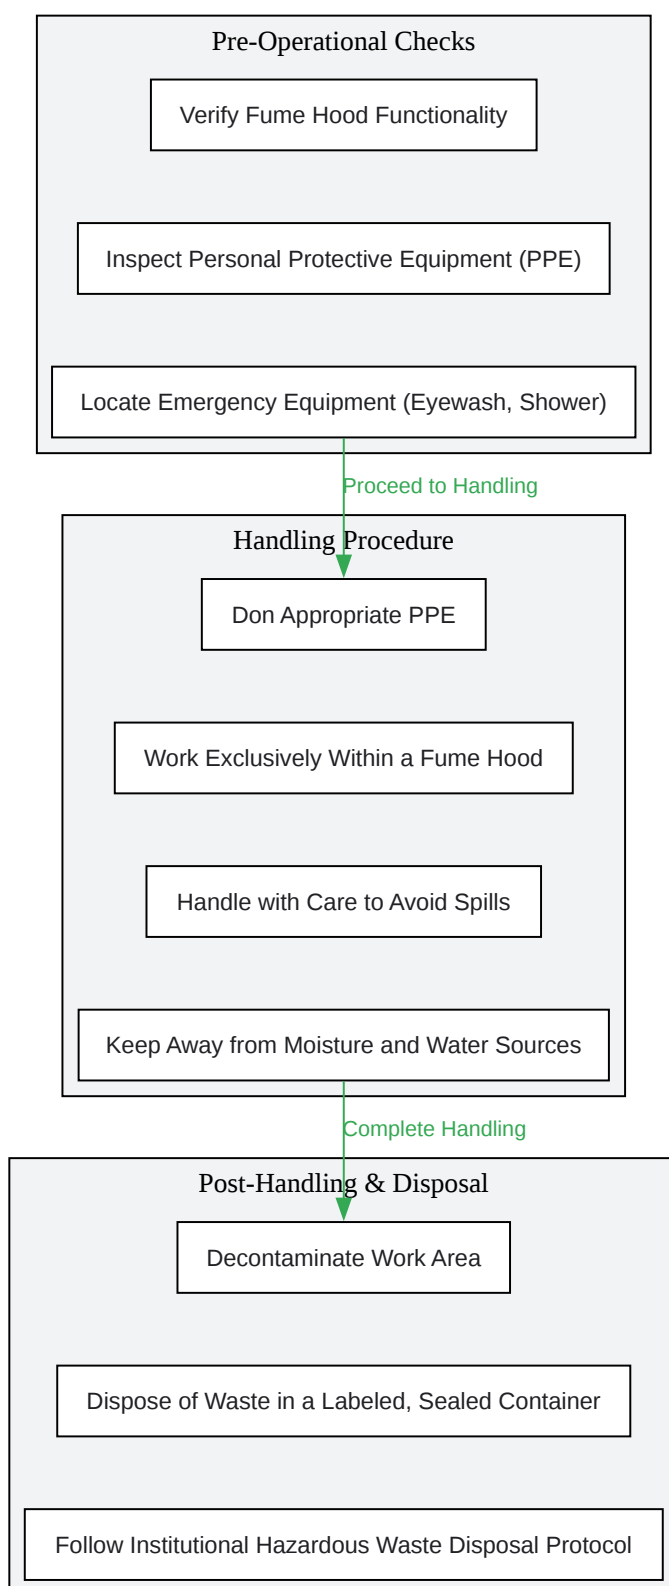 Pre-Operational Checks
Verify Fume Hood Functionality
Inspect Personal Protective Equipment (PPE)
Locate Emergency Equipment (Eyewash, Shower)
Proceed to Handling
Handling Procedure
Don Appropriate PPE
Work Exclusively Within a Fume Hood
Handle with Care to Avoid Spills
Keep Away from Moisture and Water Sources
Complete Handling
Post-Handling & Disposal
Decontaminate Work Area
Dispose of Waste in a Labeled, Sealed Container
Follow Institutional Hazardous Waste Disposal Protocol